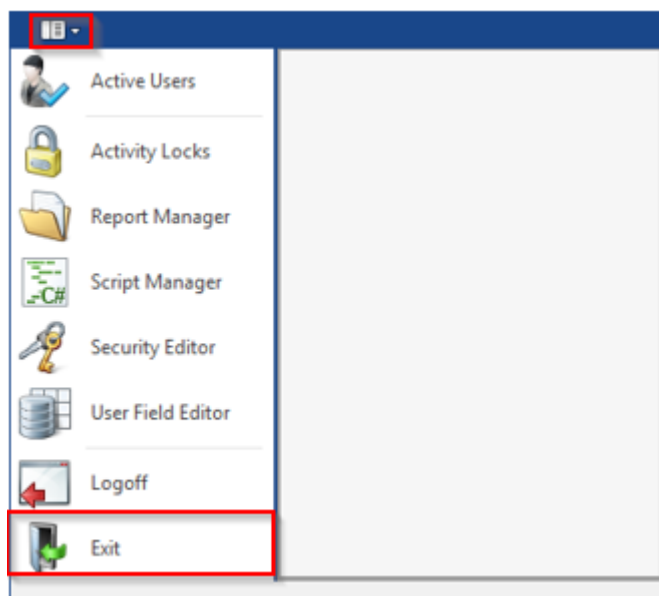 Active Users
Activity Locks
Report Manager
C#
Script Manager
Security Editor
User Field Editor
Logoff
Exit